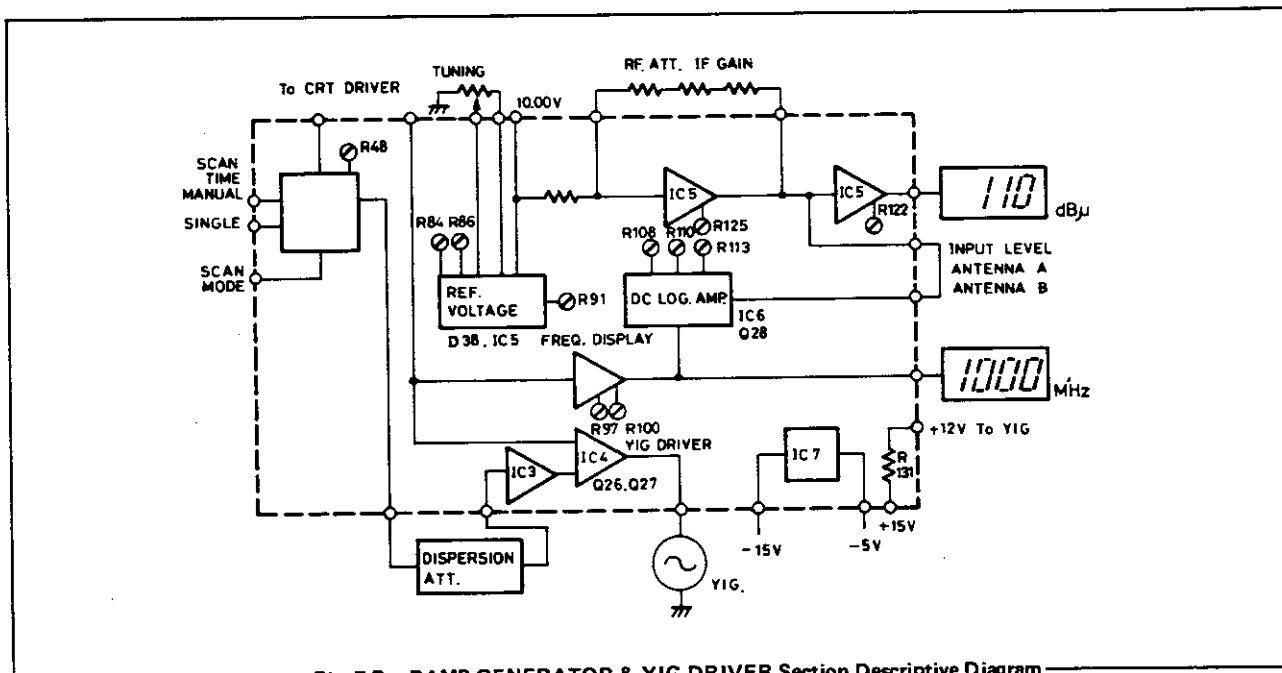 RF. ATT. IF GAIN
TUNING
To CRT DRIVER
10.00V
R48
SCAN
TIME
MANUAL
SINGLE
SCAN
MODE
R84 R86
REF.
VOLTAGE
R91
D38, IC5
IC5
R125
R108 R110
R113
DC LOG. AMP.
IC6
Q28
IC5
R122
110
dBμ
INPUT LEVEL
ANTENNA A
ANTENNA B
FREQ. DISPLAY
R97 R100
1000
MHz
YIG DRIVER
IC3
IC4
Q26,Q27
IC7
-15V
-5V
+12V To YIG
R
131
+15V
DISPERSION
ATT.
YIG.
RAMP GENERATOR & YIG DRIVER Section Descriptive Diagram